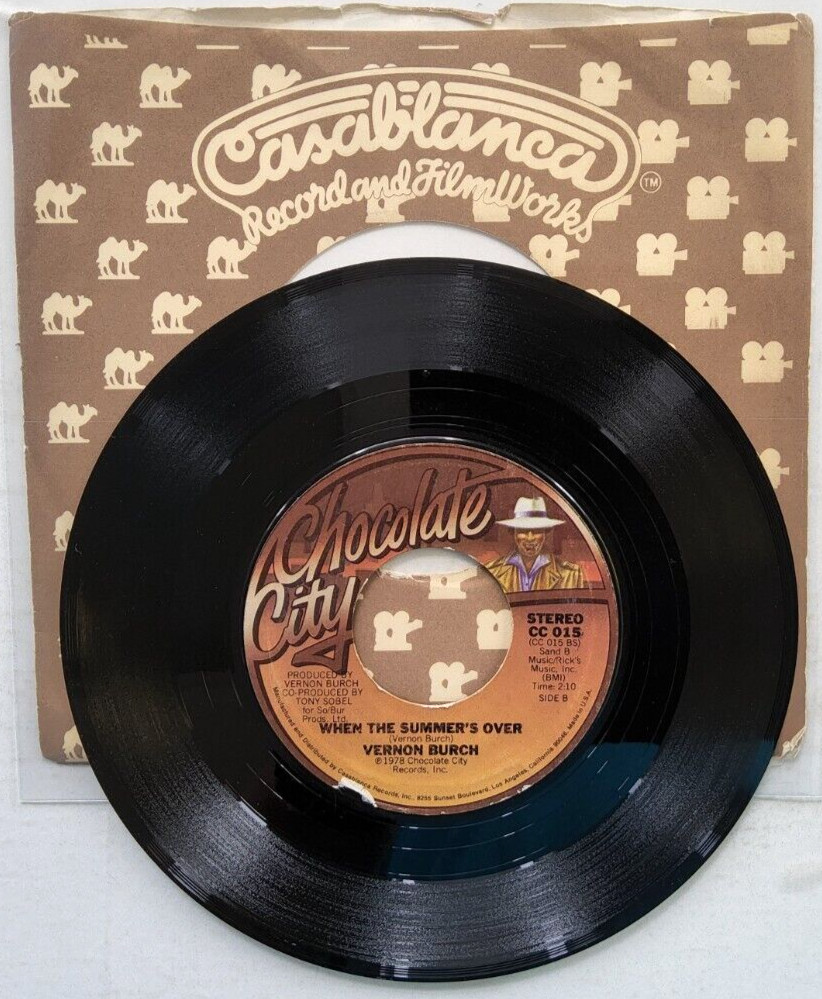 Casablanca
Record and FilmWorks
TM
Chocolate
City
STEREO
CC 015
(CC 015 BS)
Sand B
Music/Rick's
Music, Inc.
(BMI)
Time: 2:10
SIDE B
PRODUCED BY
VERNON BURCH
CO-PRODUCED BY
TONY SOBEL
for So/Bur
Prods. Ltd.
WHEN THE SUMMER'S OVER
(Vernon Burch)
VERNON BURCH
℗1978 Chocolate City
Records, Inc.
Manufactured and Distributed by Casablanca Records, Inc., 8255 Sunset Boulevard, Los Angeles, California 90046. Made in U.S.A.